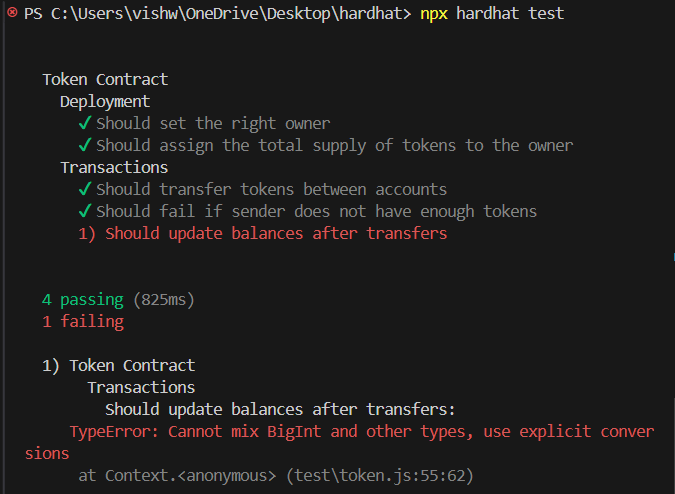 PS C:\Users\vishw\OneDrive\Desktop\hardhat> npx hardhat test
Token Contract
Deployment
✓ Should set the right owner
✓ Should assign the total supply of tokens to the owner
Transactions
✓ Should transfer tokens between accounts
✓ Should fail if sender does not have enough tokens
1) Should update balances after transfers
4 passing (825ms)
1 failing
1) Token Contract
Transactions
Should update balances after transfers:
TypeError: Cannot mix BigInt and other types, use explicit conver
sions
at Context.<anonymous> (test\token.js:55:62)